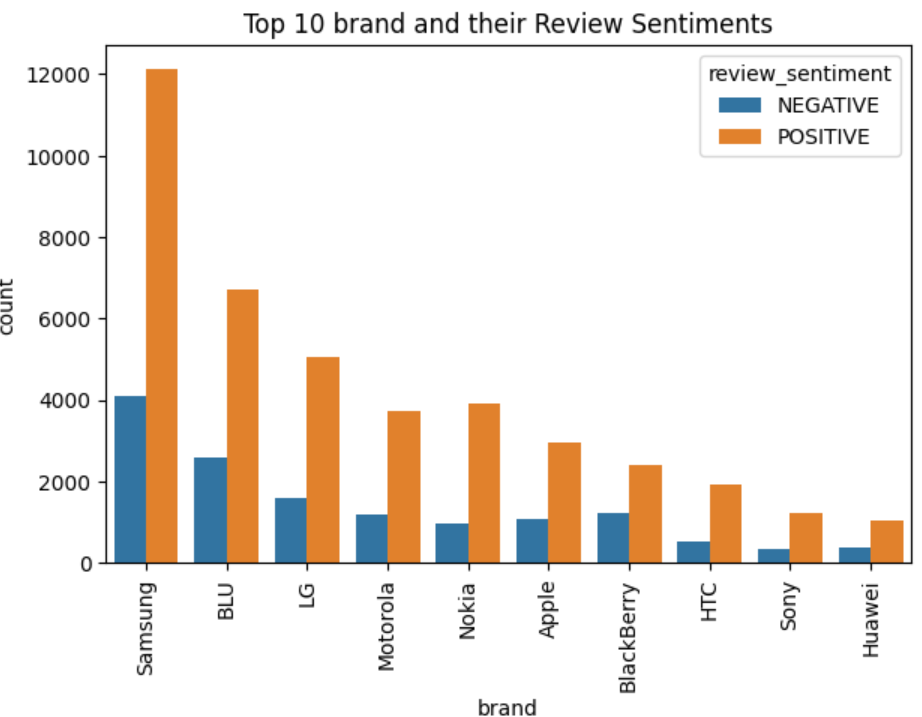 Top 10 brand and their Review Sentiments
review_sentiment
NEGATIVE
POSITIVE
12000
10000
8000
6000
4000
2000
0
count
Samsung
BLU
LG
Motorola
Nokia
Apple
BlackBerry
HTC
Sony
Huawei
brand